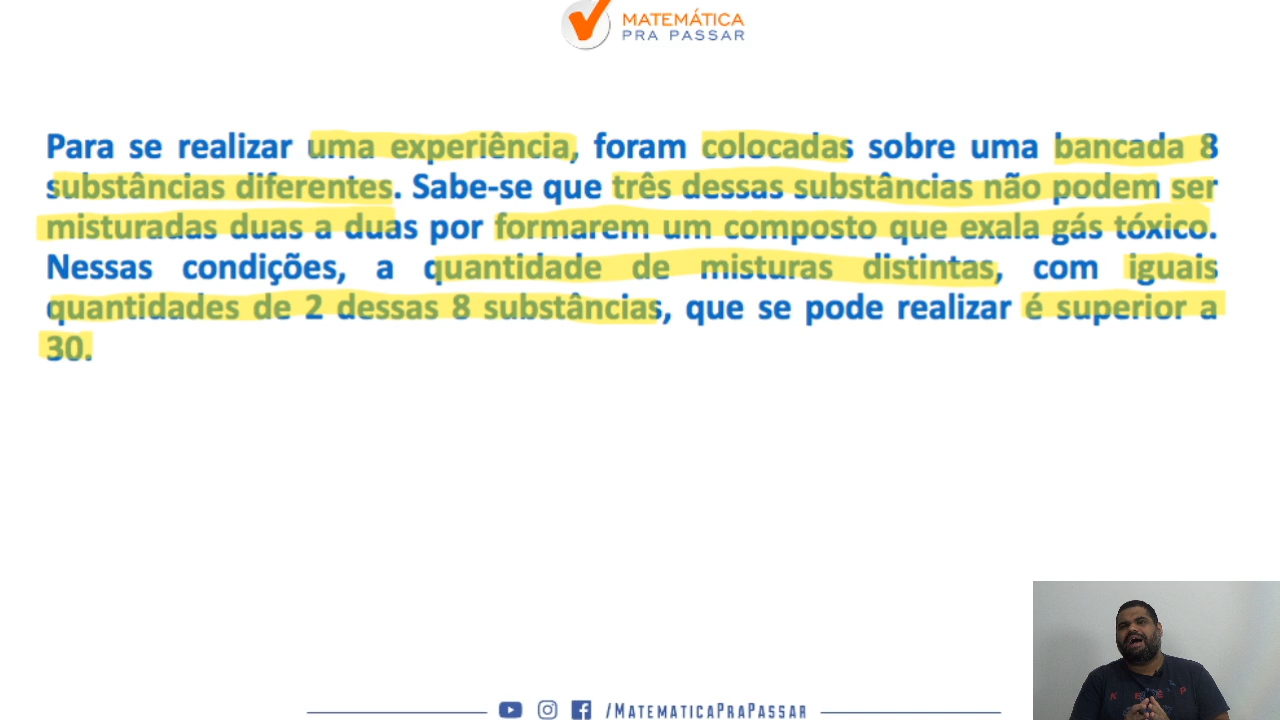 MATEMÁTICA
PRA PASSAR
Para se realizar uma experiência, foram colocadas sobre uma bancada 8
substâncias diferentes. Sabe-se que três dessas substâncias não podem ser
misturadas duas a duas por formarem um composto que exala gás tóxico.
Nessas condições, a quantidade de misturas distintas, com iguais
quantidades de 2 dessas 8 substâncias, que se pode realizar é superior a
30.
K E E P
/MATEMATICAPRAPASSAR